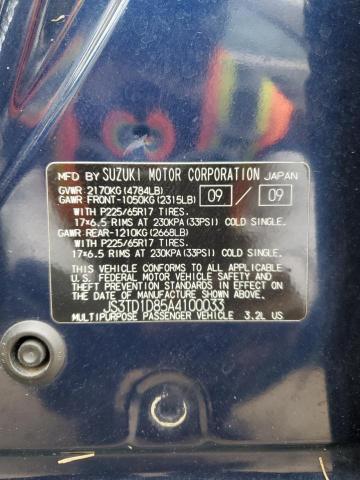 MFD BY SUZUKI MOTOR CORPORATION JAPAN
GVWR: 2170KG (4784LB)
GAWR: FRONT-1050KG (2315LB) 09 / 09
WITH P225/65R17 TIRES.
17×6.5 RIMS AT 230KPA (33PSI) COLD SINGLE.
GAWR: REAR-1210KG (2668LB)
WITH P225/65R17 TIRES.
17×6.5 RIMS AT 230KPA (33PSI) COLD SINGLE.
THIS VEHICLE CONFORMS TO ALL APPLICABLE
U.S. FEDERAL MOTOR VEHICLE SAFETY AND
THEFT PREVENTION STANDARDS IN EFFECT ON
THE DATE OF MANUFACTURE SHOWN ABOVE.
JS3TD1D85A4100033
MULTIPURPOSE PASSENGER VEHICLE 3.2L US